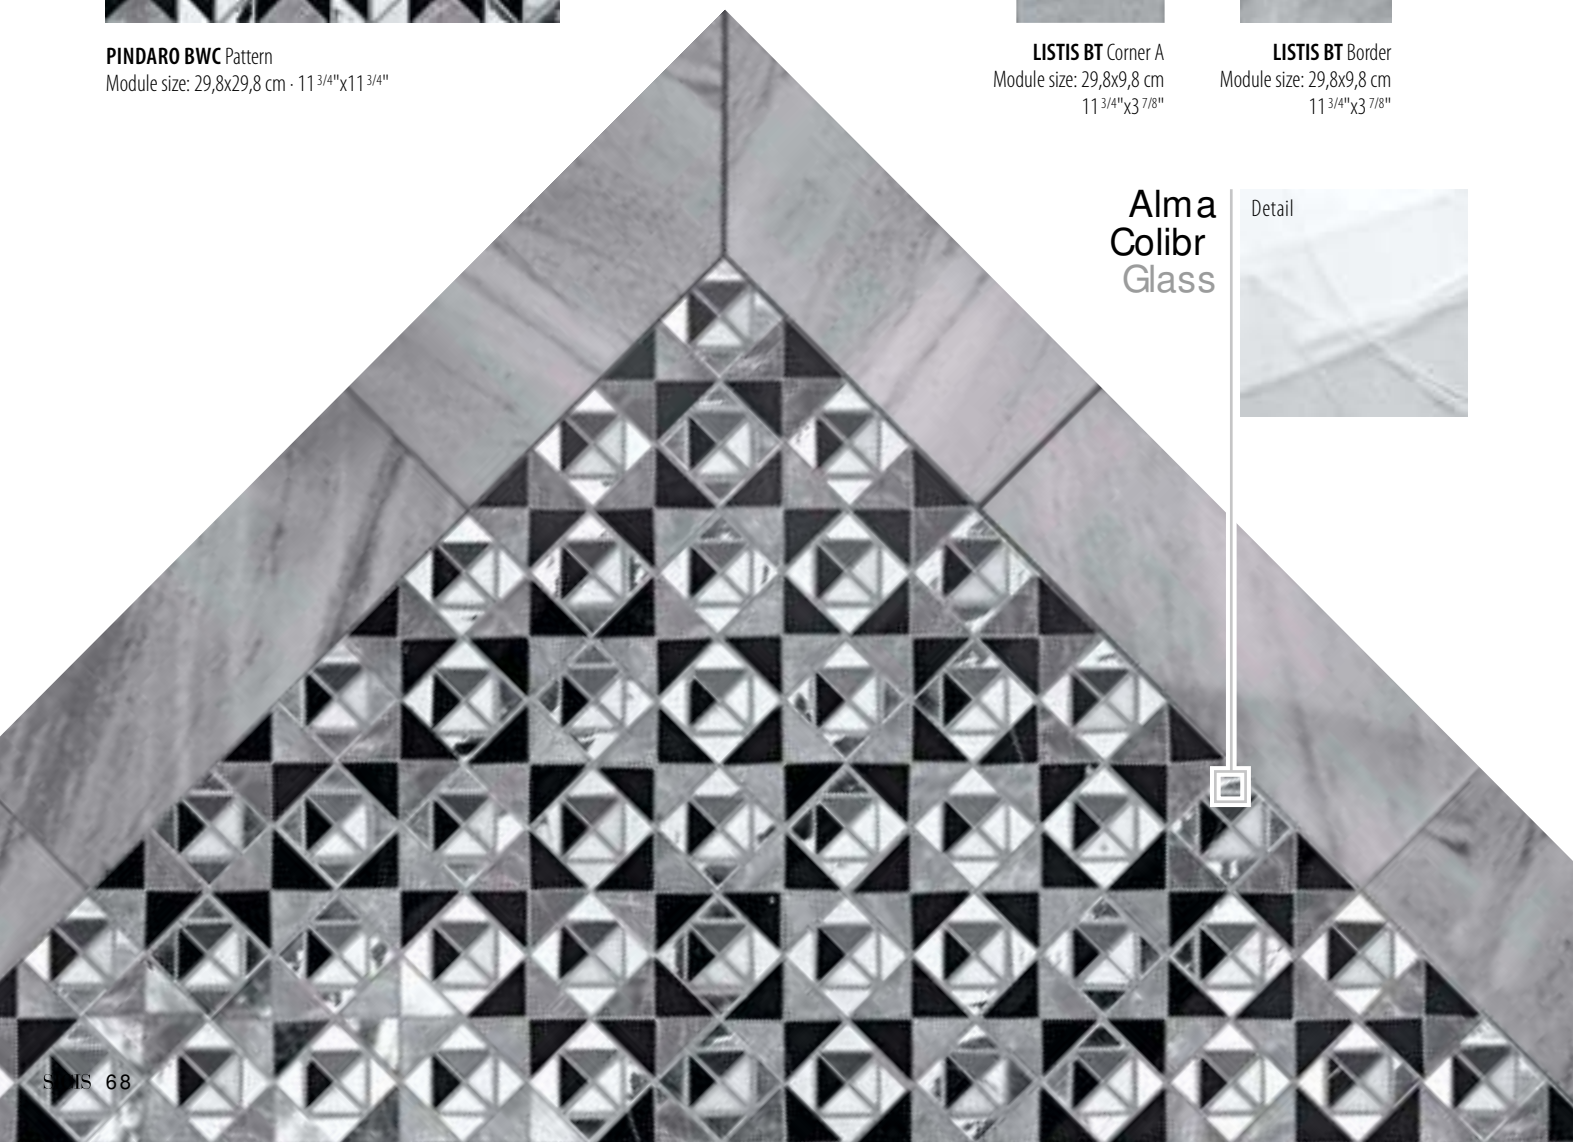 PINDARO BWC Pattern
Module size: 29,8x29,8 cm · 11 3/4"x11 3/4"
LISTIS BT Corner A
Module size: 29,8x9,8 cm
11 3/4"x3 7/8"
LISTIS BT Border
Module size: 29,8x9,8 cm
11 3/4"x3 7/8"
Alma
Colibr
Glass
Detail
68